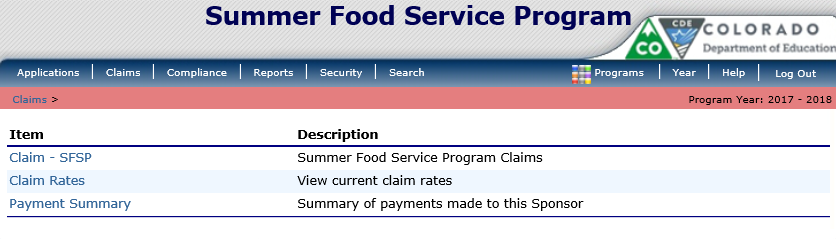 Summer Food Service Program
CO CDE COLORADO
Department of Education
Applications Claims Compliance Reports Security Search Programs Year Help Log Out
Claims > Program Year: 2017 - 2018
Item Description
Claim - SFSP Summer Food Service Program Claims
Claim Rates View current claim rates
Payment Summary Summary of payments made to this Sponsor